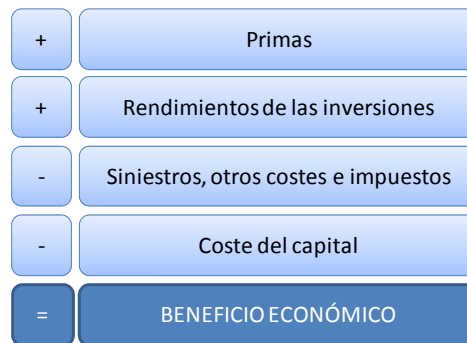 + Primas
+ Rendimientos de las inversiones
- Siniestros, otros costes e impuestos
- Coste del capital
= BENEFICIO ECONÓMICO